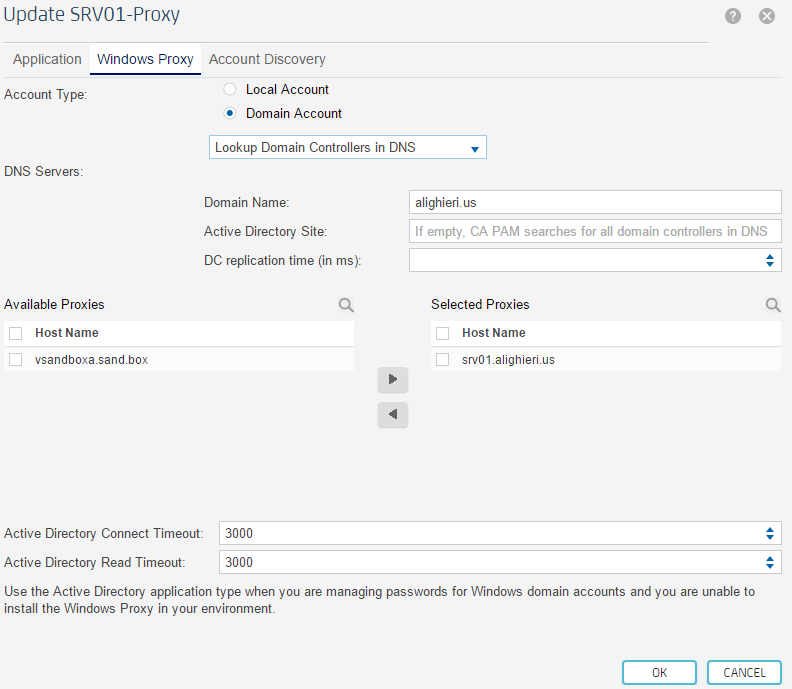 Update SRV01-Proxy
Application Windows Proxy Account Discovery
Account Type:
Local Account
Domain Account
Lookup Domain Controllers in DNS
DNS Servers:
Domain Name: alighieri.us
Active Directory Site: If empty, CA PAM searches for all domain controllers in DNS
DC replication time (in ms):
Available Proxies
Host Name
vsandboxa.sand.box
Selected Proxies
Host Name
srv01.alighieri.us
Active Directory Connect Timeout: 3000
Active Directory Read Timeout: 3000
Use the Active Directory application type when you are managing passwords for Windows domain accounts and you are unable to
install the Windows Proxy in your environment.
OK CANCEL